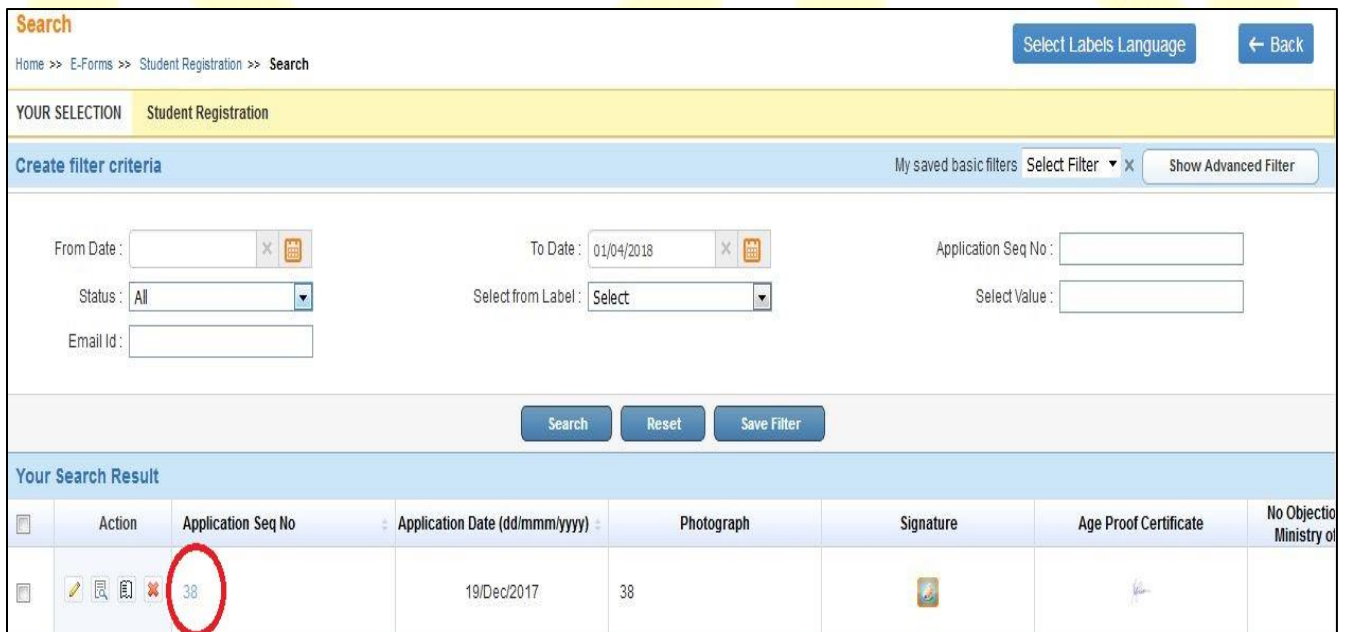 Search
Select Labels Language
← Back
Home >> E-Forms >> Student Registration >> Search
YOUR SELECTION Student Registration
Create filter criteria
My saved basic filters Select Filter Show Advanced Filter
From Date : To Date : 01/04/2018 Application Seq No :
Status : All Select from Label : Select Select Value :
Email Id :
Search Reset Save Filter
Your Search Result
Action Application Seq No Application Date (dd/mmm/yyyy) Photograph Signature Age Proof Certificate No Objectio
Ministry of
38 19/Dec/2017 38